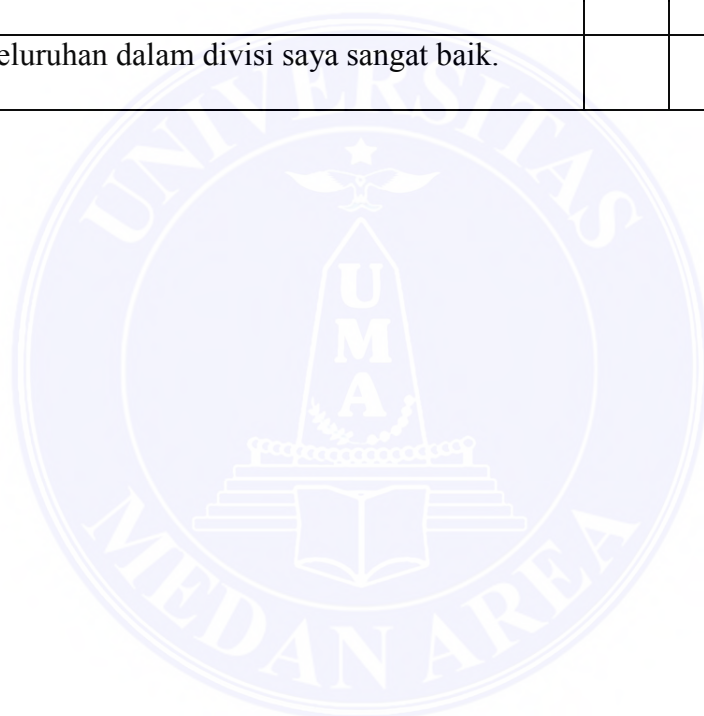 eluruhan dalam divisi saya sangat baik.
UNIVERSITAS
U
M
A
MEDAN AREA